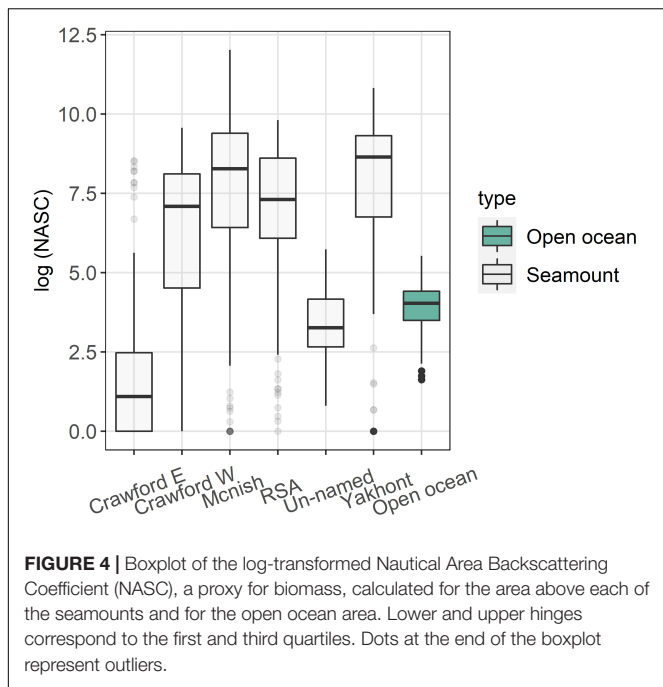 12.5
10.0
7.5
5.0
2.5
0.0
log (NASC)
Crawford E
Crawford W
Mcnish
RSA
Un-named
Yakhont
Open ocean
type
Open ocean
Seamount
FIGURE 4 | Boxplot of the log-transformed Nautical Area Backscattering
Coefficient (NASC), a proxy for biomass, calculated for the area above each of
the seamounts and for the open ocean area. Lower and upper hinges
correspond to the first and third quartiles. Dots at the end of the boxplot
represent outliers.